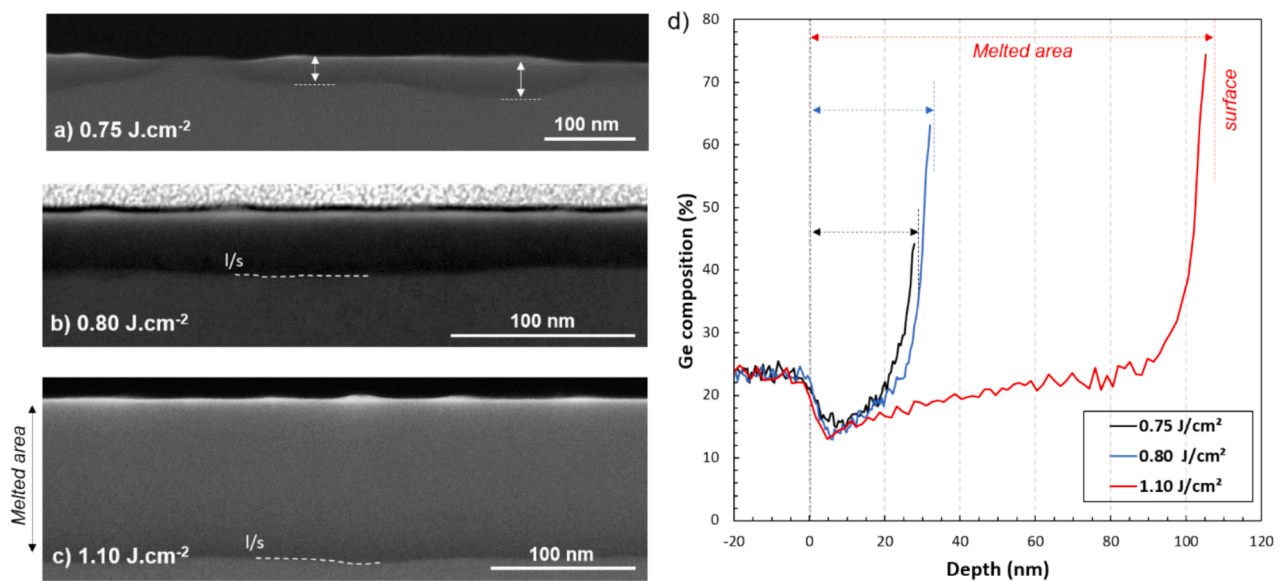 a) 0.75 J.cm-2
100 nm
l/s
b) 0.80 J.cm-2
100 nm
Melted area
l/s
c) 1.10 J.cm-2
100 nm
d)
Ge composition (%)
80
70
60
50
40
30
20
10
0
-20
0
20
40
60
80
100
120
Depth (nm)
Melted area
surface
0.75 J/cm²
0.80 J/cm²
1.10 J/cm²